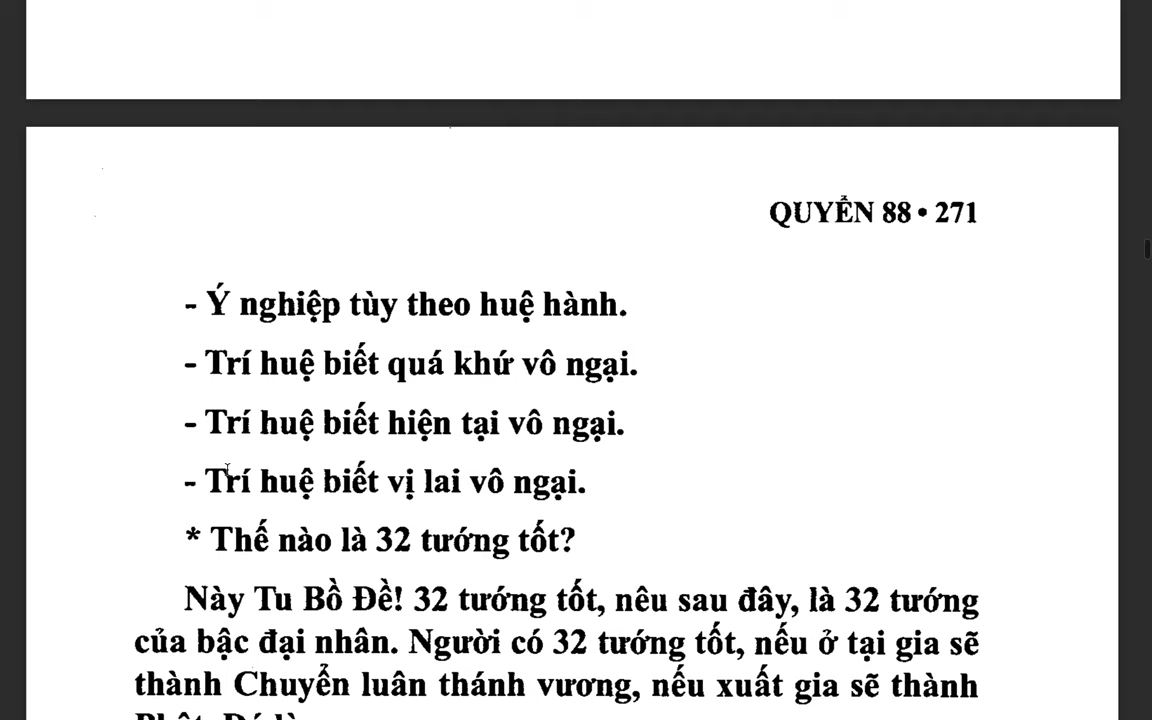 QUYỂN 88 • 271
- Ý nghiệp tùy theo huệ hành.
- Trí huệ biết quá khứ vô ngại.
- Trí huệ biết hiện tại vô ngại.
- Trí huệ biết vị lai vô ngại.
* Thế nào là 32 tướng tốt?
Này Tu Bồ Đề! 32 tướng tốt, nêu sau đây, là 32 tướng
của bậc đại nhân. Người có 32 tướng tốt, nếu ở tại gia sẽ
thành Chuyển luân thánh vương, nếu xuất gia sẽ thành